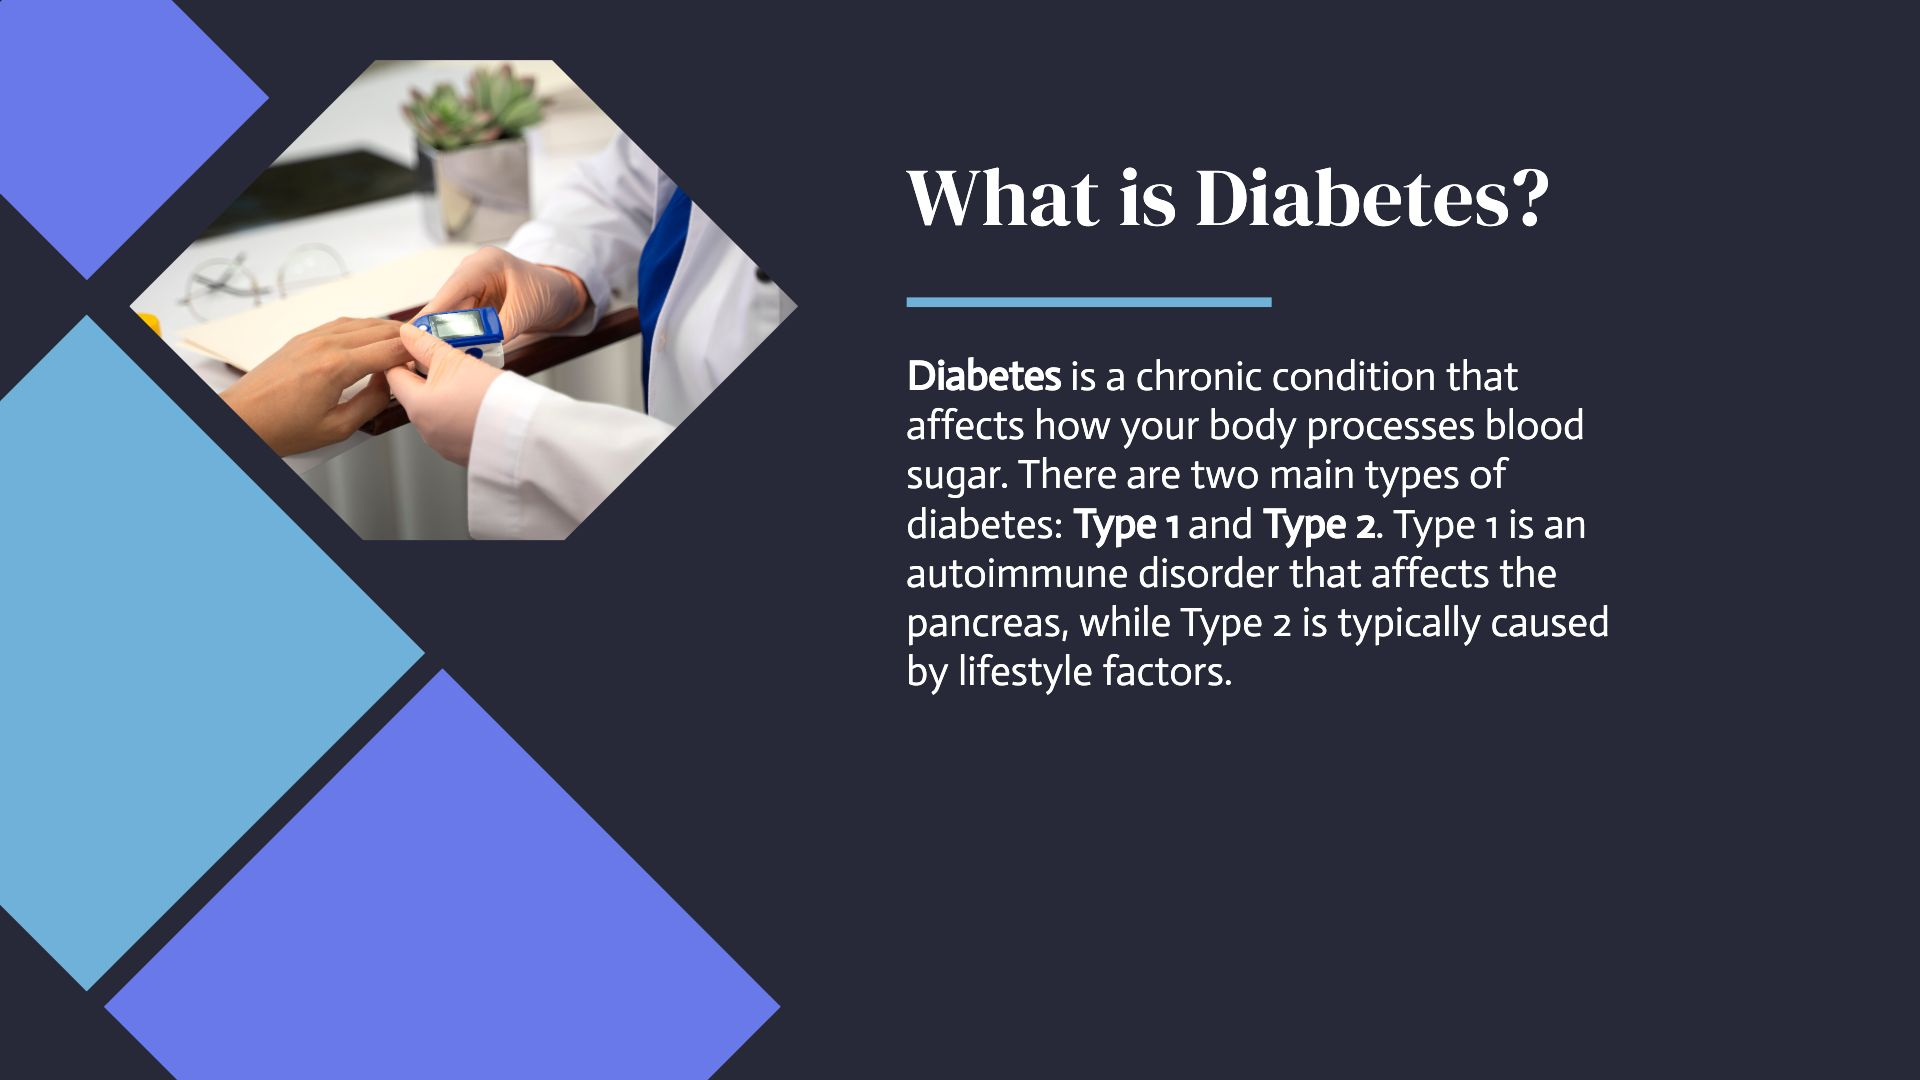 What is Diabetes?
Diabetes is a chronic condition that
affects how your body processes blood
sugar. There are two main types of
diabetes: Type 1 and Type 2. Type 1 is an
autoimmune disorder that affects the
pancreas, while Type 2 is typically caused
by lifestyle factors.